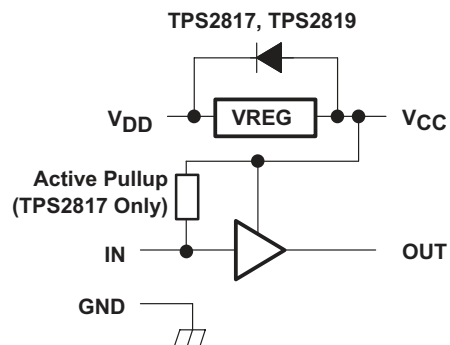 TPS2817, TPS2819
VDD
VREG
VCC
Active Pullup
(TPS2817 Only)
IN
OUT
GND